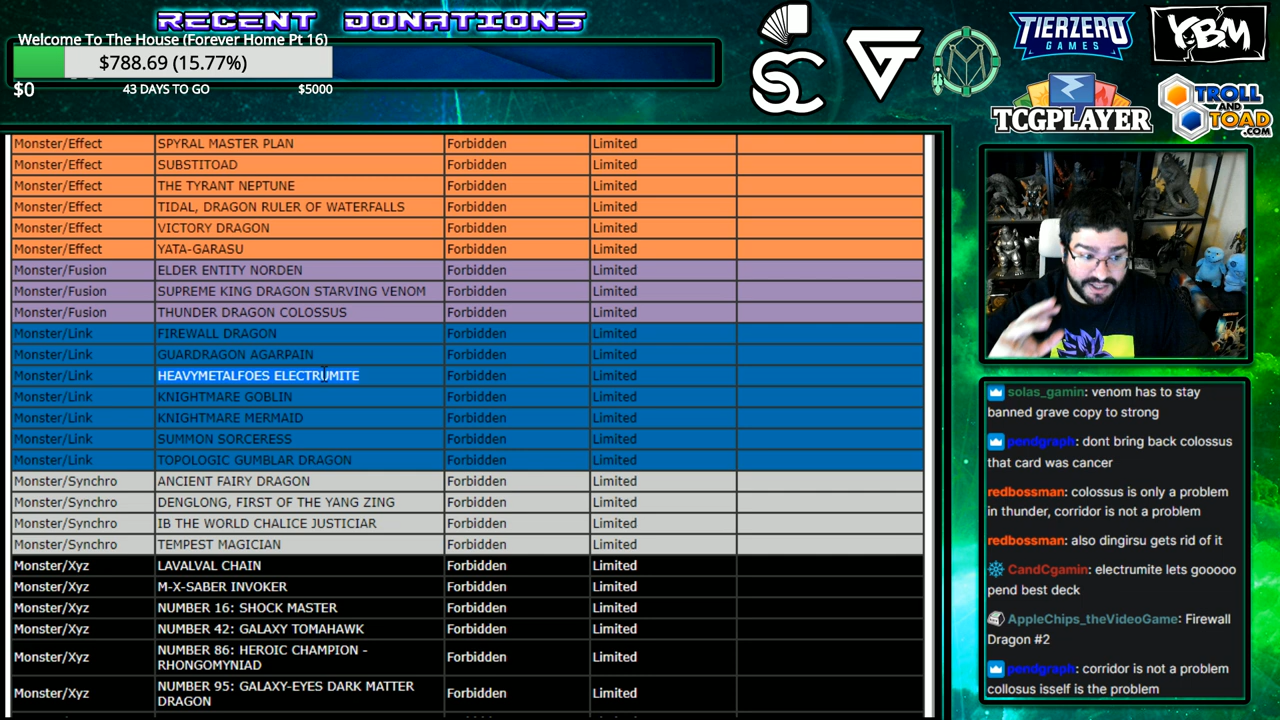 RECENT DONATIONS
Welcome To The House (Forever Home Pt 16)
$788.69 (15.77%)
$0 43 DAYS TO GO $5000
SC
TIERZERO
GAMES
YBM
TCGPLAYER
TROLL
AND
TOAD
.COM
Monster/Effect SPYRAL MASTER PLAN Forbidden Limited
Monster/Effect SUBSTITOAD Forbidden Limited
Monster/Effect THE TYRANT NEPTUNE Forbidden Limited
Monster/Effect TIDAL, DRAGON RULER OF WATERFALLS Forbidden Limited
Monster/Effect VICTORY DRAGON Forbidden Limited
Monster/Effect YATA-GARASU Forbidden Limited
Monster/Fusion ELDER ENTITY NORDEN Forbidden Limited
Monster/Fusion SUPREME KING DRAGON STARVING VENOM Forbidden Limited
Monster/Fusion THUNDER DRAGON COLOSSUS Forbidden Limited
Monster/Link FIREWALL DRAGON Forbidden Limited
Monster/Link GUARDRAGON AGARPAIN Forbidden Limited
Monster/Link HEAVYMETALFOES ELECTRUMITE Forbidden Limited
Monster/Link KNIGHTMARE GOBLIN Forbidden Limited
Monster/Link KNIGHTMARE MERMAID Forbidden Limited
Monster/Link SUMMON SORCERESS Forbidden Limited
Monster/Link TOPOLOGIC GUMBLAR DRAGON Forbidden Limited
Monster/Synchro ANCIENT FAIRY DRAGON Forbidden Limited
Monster/Synchro DENGLONG, FIRST OF THE YANG ZING Forbidden Limited
Monster/Synchro IB THE WORLD CHALICE JUSTICIAR Forbidden Limited
Monster/Synchro TEMPEST MAGICIAN Forbidden Limited
Monster/Xyz LAVALVAL CHAIN Forbidden Limited
Monster/Xyz M-X-SABER INVOKER Forbidden Limited
Monster/Xyz NUMBER 16: SHOCK MASTER Forbidden Limited
Monster/Xyz NUMBER 42: GALAXY TOMAHAWK Forbidden Limited
Monster/Xyz NUMBER 86: HEROIC CHAMPION -
RHONGOMYNIAD Forbidden Limited
Monster/Xyz NUMBER 95: GALAXY-EYES DARK MATTER
DRAGON Forbidden Limited
solas_gamin: venom has to stay
banned grave copy to strong
pendgraph: dont bring back colossus
that card was cancer
redbossman: colossus is only a problem
in thunder, corridor is not a problem
redbossman: also dingirsu gets rid of it
CandCgamin: electrumite lets gooooo
pend best deck
AppleChips_theVideoGame: Firewall
Dragon #2
pendgraph: corridor is not a problem
collosus isself is the problem